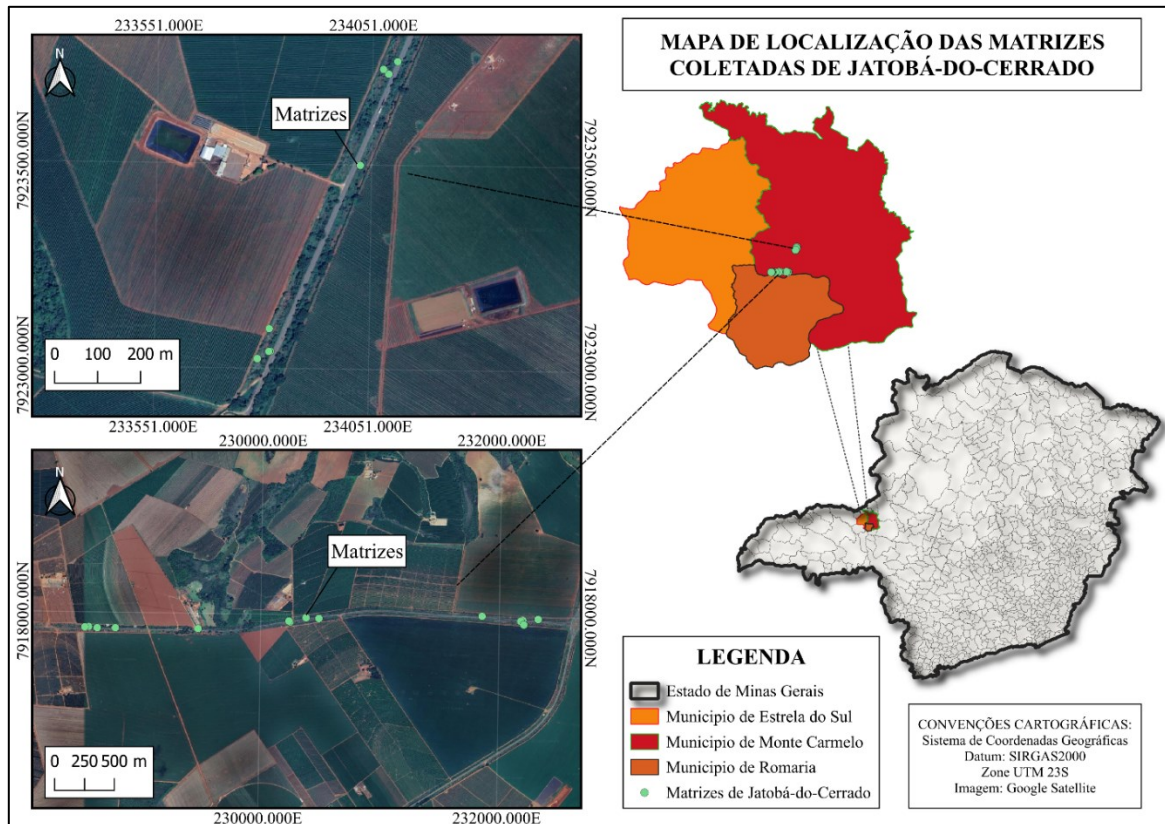 MAPA DE LOCALIZAÇÃO DAS MATRIZES
COLETADAS DE JATOBÁ-DO-CERRADO
233551.000E
234051.000E
N
Matrizes
7923500.000N
7923500.000N
7923000.000N
7923000.000N
0 100 200 m
233551.000E
234051.000E
230000.000E
232000.000E
N
Matrizes
7918000.000N
7918000.000N
0 250 500 m
230000.000E
232000.000E
LEGENDA
Estado de Minas Gerais
Municipio de Estrela do Sul
Municipio de Monte Carmelo
Municipio de Romaria
Matrizes de Jatobá-do-Cerrado
CONVENÇÕES CARTOGRÁFICAS:
Sistema de Coordenadas Geográficas
Datum: SIRGAS2000
Zone UTM 23S
Imagem: Google Satellite